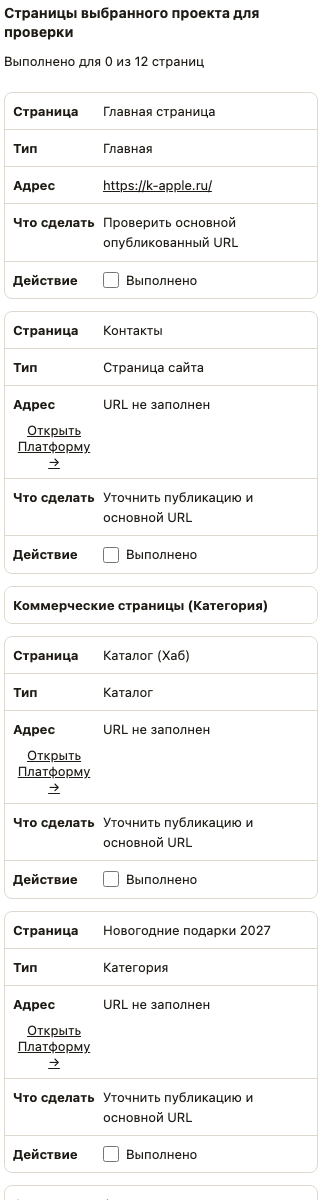 Страницы выбранного проекта для
проверки
Выполнено для 0 из 12 страниц
Страница Главная страница
Тип Главная
Адрес https://k-apple.ru/
Что сделать Проверить основной
опубликованный URL
Действие Выполнено
Страница Контакты
Тип Страница сайта
Адрес URL не заполнен
Открыть
Платформу
→
Что сделать Уточнить публикацию и
основной URL
Действие Выполнено
Коммерческие страницы (Категория)
Страница Каталог (Хаб)
Тип Каталог
Адрес URL не заполнен
Открыть
Платформу
→
Что сделать Уточнить публикацию и
основной URL
Действие Выполнено
Страница Новогодние подарки 2027
Тип Категория
Адрес URL не заполнен
Открыть
Платформу
→
Что сделать Уточнить публикацию и
основной URL
Действие Выполнено